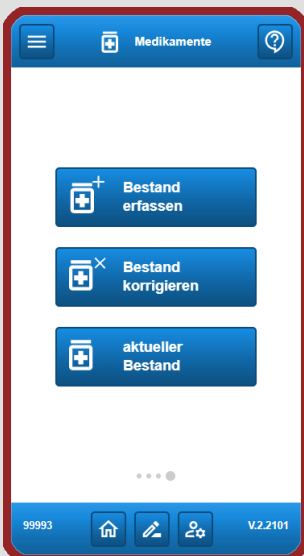 Medikamente
Bestand
erfassen
Bestand
korrigieren
aktueller
Bestand
99993
V.2.2101